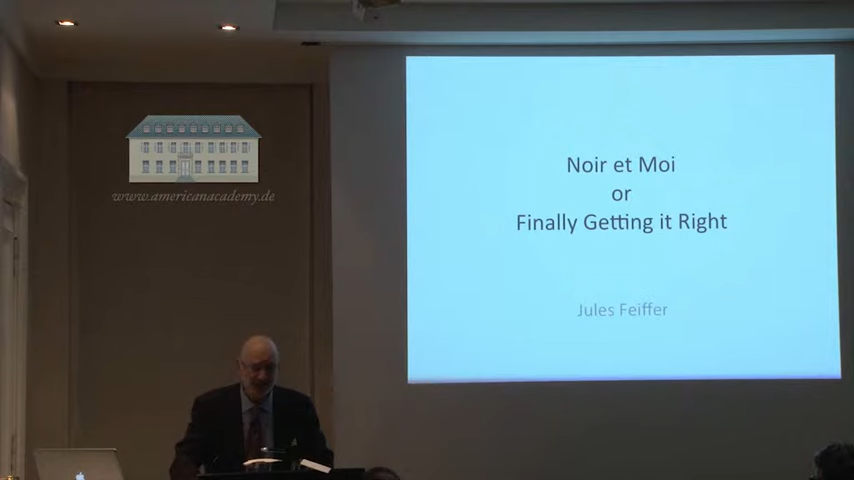 www.americanacademy.de
Noir et Moi
or
Finally Getting it Right
Jules Feiffer